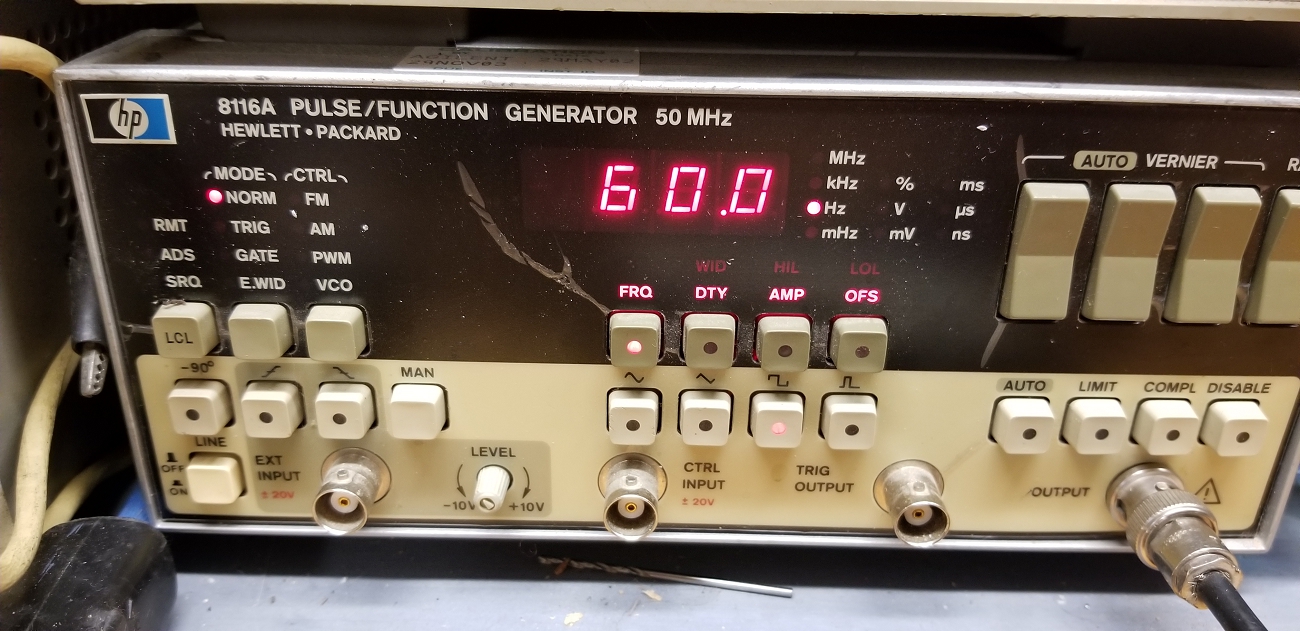 hp
8116A PULSE/FUNCTION GENERATOR 50 MHz
HEWLETT • PACKARD
MODE CTRL
NORM FM
RMT TRIG AM
ADS GATE PWM
SRQ E.WID VCO
LCL
60.0
MHz
kHz % ms
Hz V μs
mHz mV ns
WID HIL LOL
FRQ DTY AMP OFS
AUTO VERNIER
-90° MAN
AUTO LIMIT COMPL DISABLE
LINE
OFF
ON
EXT
INPUT
± 20V
LEVEL
-10V +10V
CTRL
INPUT
± 20V
TRIG
OUTPUT
OUTPUT